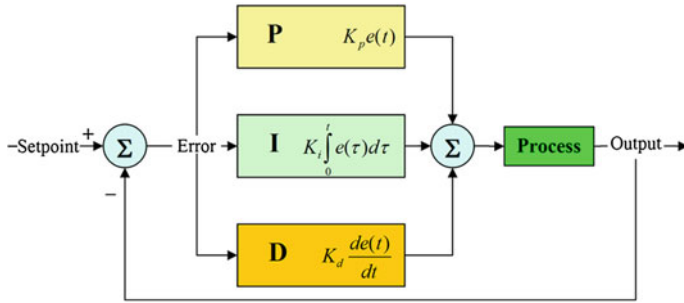 P K_p e(t)
–Setpoint + Σ Error I K_i ∫_0^t e(τ)dτ Σ Process Output
–
D K_d de(t)/dt